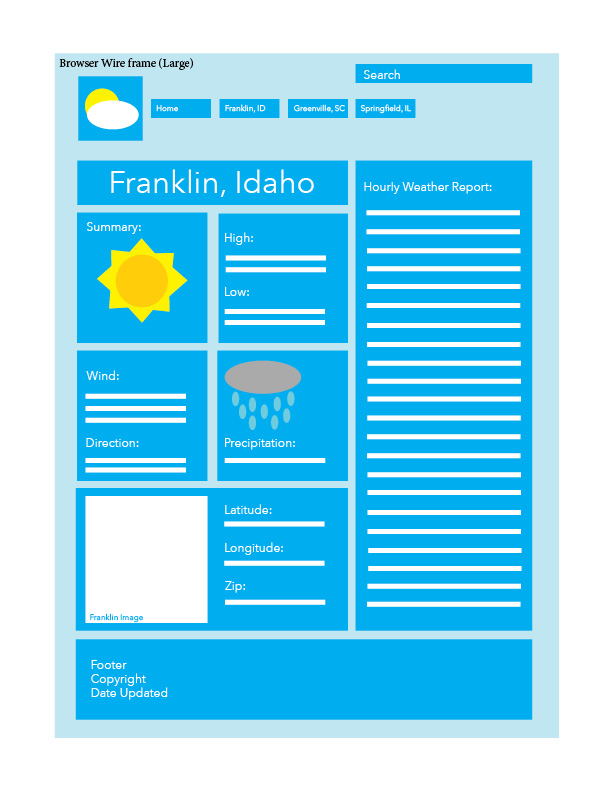 Browser Wire frame (Large)
Search
Home
Franklin, ID
Greenville, SC
Springfield, IL
Franklin, Idaho
Hourly Weather Report:
Summary:
High:
Low:
Wind:
Direction:
Precipitation:
Latitude:
Longitude:
Zip:
Franklin Image
Footer
Copyright
Date Updated